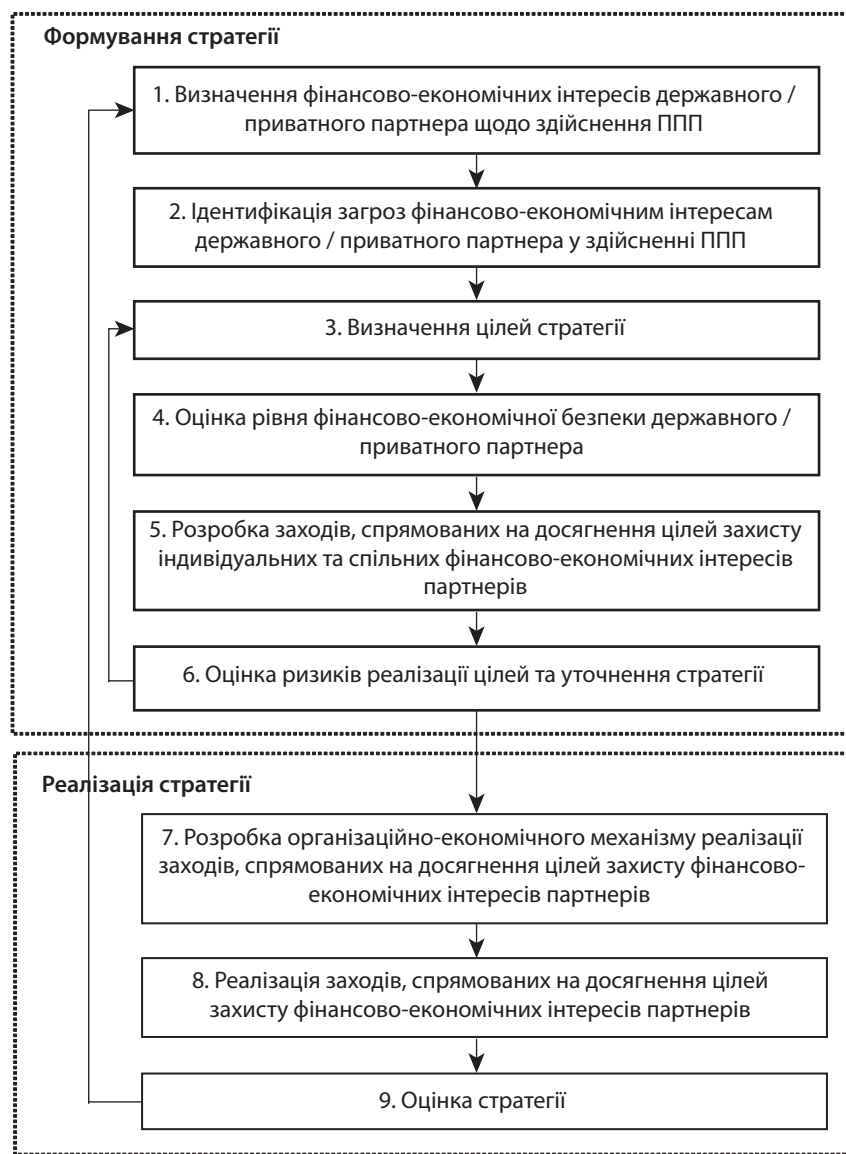 Формування стратегії
1. Визначення фінансово-економічних інтересів державного /
приватного партнера щодо здійснення ППП
2. Ідентифікація загроз фінансово-економічним інтересам
державного / приватного партнера у здійсненні ППП
3. Визначення цілей стратегії
4. Оцінка рівня фінансово-економічної безпеки державного /
приватного партнера
5. Розробка заходів, спрямованих на досягнення цілей захисту
індивідуальних та спільних фінансово-економічних інтересів
партнерів
6. Оцінка ризиків реалізації цілей та уточнення стратегії
Реалізація стратегії
7. Розробка організаційно-економічного механізму реалізації
заходів, спрямованих на досягнення цілей захисту фінансово-
економічних інтересів партнерів
8. Реалізація заходів, спрямованих на досягнення цілей
захисту фінансово-економічних інтересів партнерів
9. Оцінка стратегії